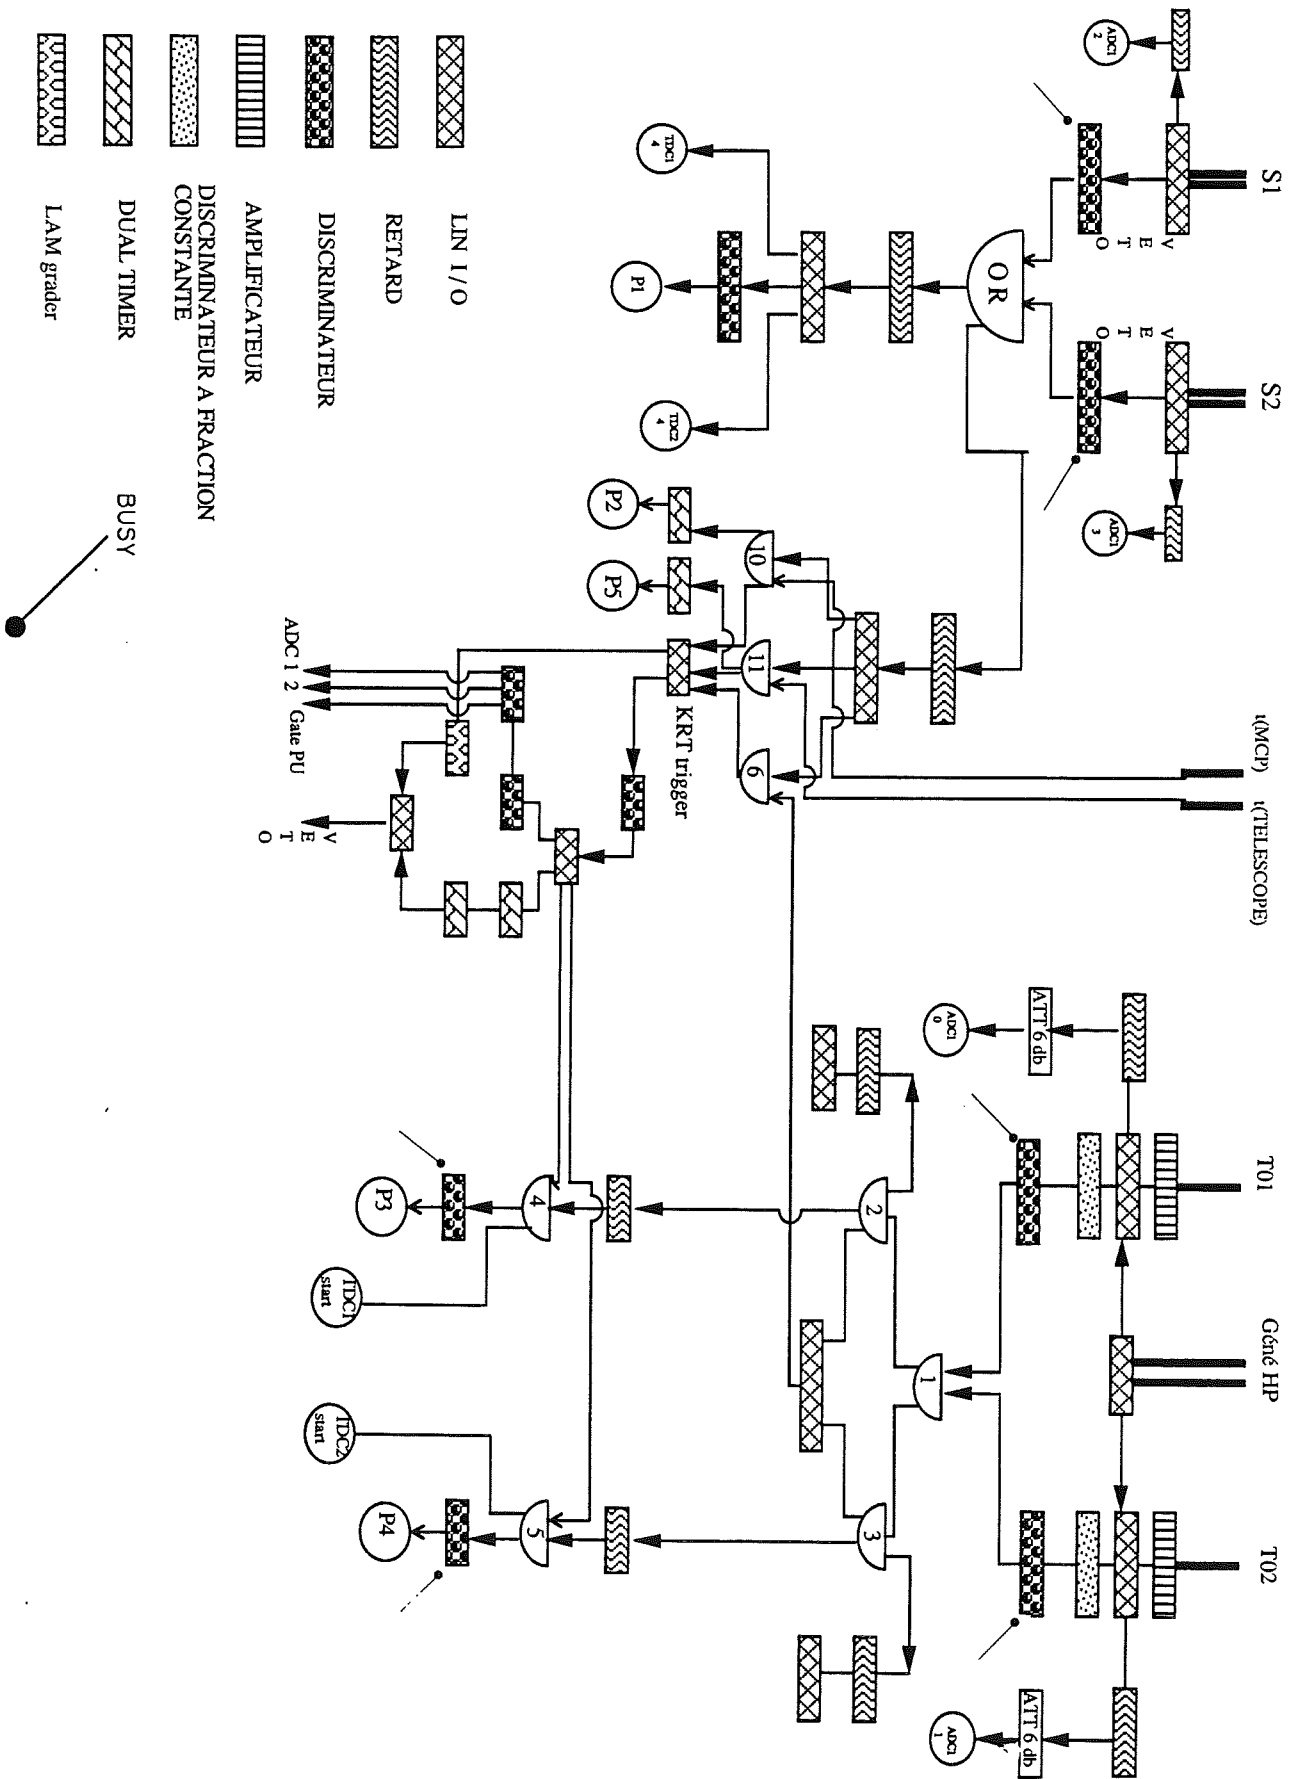 S1
S2
t(MCP)
t(TELESCOPE)
T01
Géné HP
T02
ADC1
2
V E T O
V E T O
ADC1
3
ATT 6 db
ADC1
0
ATT 6 db
ADC1
1
O R
1
2
3
TDC1
4
P1
TDC2
4
10
11
6
P2
P5
KRT trigger
4
5
ADC 1 2
Gate PU
V E T O
P3
TDC1
start
TDC2
start
P4
LIN I/O
RETARD
DISCRIMINATEUR
AMPLIFICATEUR
DISCRIMINATEUR A FRACTION
CONSTANTE
DUAL TIMER
LAM grader
BUSY